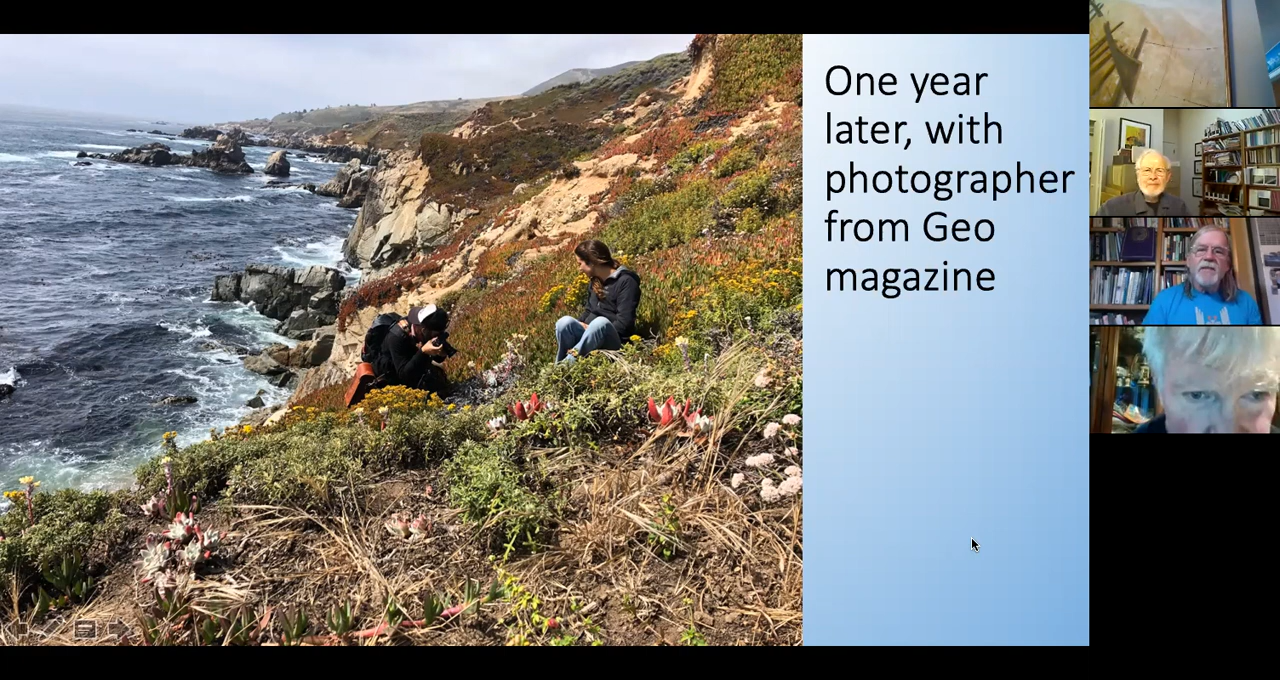 One year
later, with
photographer
from Geo
magazine